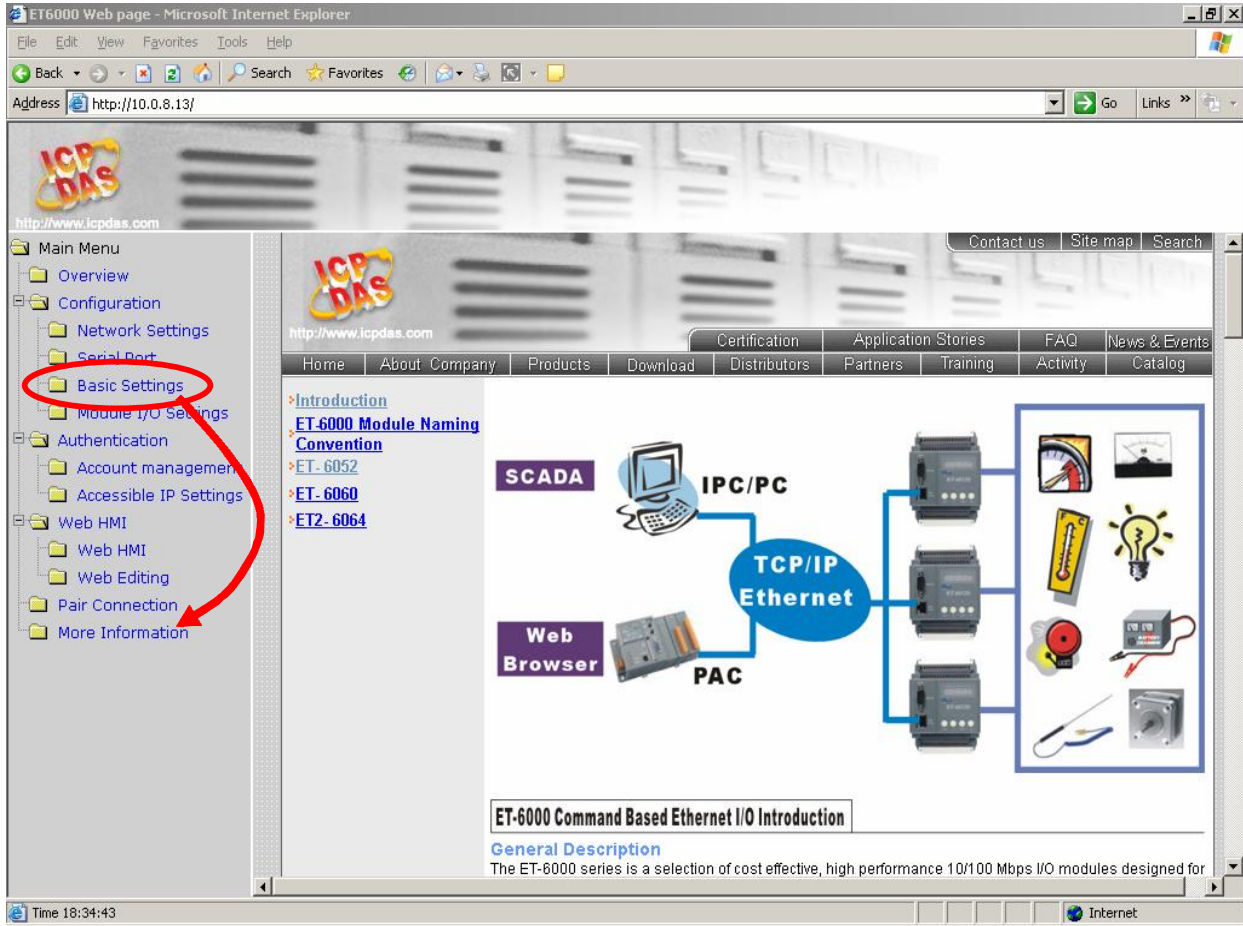 ET6000 Web page - Microsoft Internet Explorer
File Edit View Favorites Tools Help
Back Search Favorites
Address http://10.0.8.13/ Go Links »
ICP DAS
http://www.icpdas.com
Main Menu
Overview
Configuration
Network Settings
Serial Port
Basic Settings
Module I/O Settings
Authentication
Account management
Accessible IP Settings
Web HMI
Web HMI
Web Editing
Pair Connection
More Information
Contact us Site map Search
ICP DAS
http://www.icpdas.com
Certification Application Stories FAQ News & Events
Home About Company Products Download Distributors Partners Training Activity Catalog
Introduction
ET-6000 Module Naming
Convention
ET- 6052
ET- 6060
ET2- 6064
SCADA
IPC/PC
TCP/IP
Ethernet
Web
Browser
PAC
ET-6000 Command Based Ethernet I/O Introduction
General Description
The ET-6000 series is a selection of cost effective, high performance 10/100 Mbps I/O modules designed for
Time 18:34:43 Internet